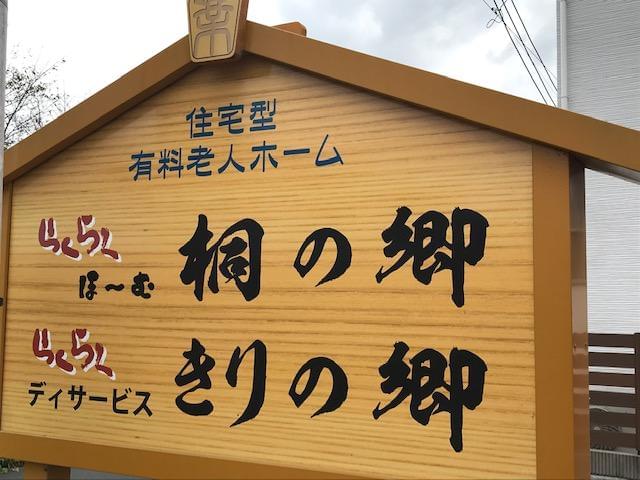 住宅型
有料老人ホーム
らくらく
ほ〜む 桐の郷
らくらく
ディサービス きりの郷